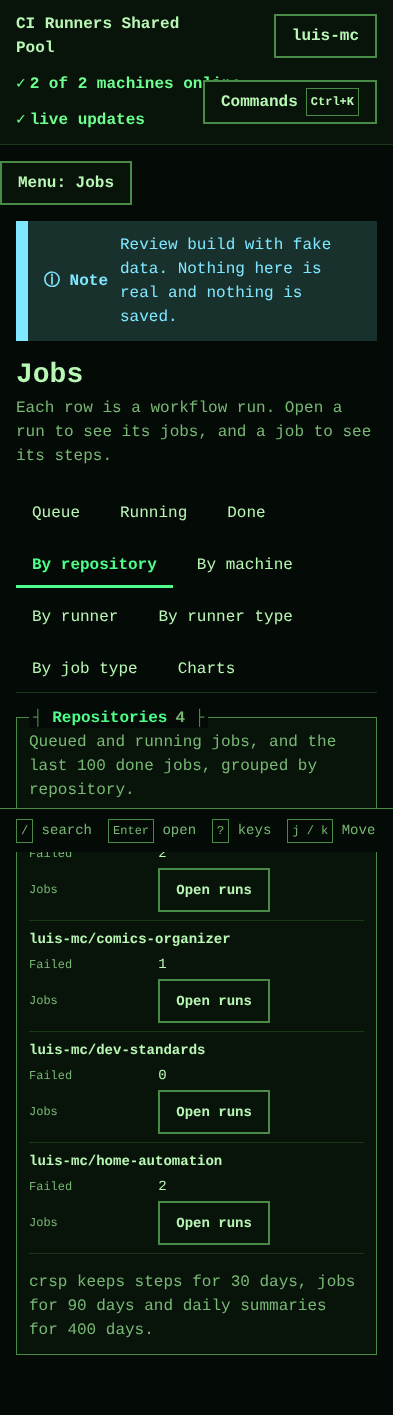 CI Runners Shared
Pool
luis-mc
✓ 2 of 2 machines
Commands Ctrl+K
✓ live updates
Menu: Jobs
ⓘ Note
Review build with fake
data. Nothing here is
real and nothing is
saved.
Jobs
Each row is a workflow run. Open a
run to see its jobs, and a job to see
its steps.
Queue Running Done
By repository By machine
By runner By runner type
By job type Charts
Repositories 4
Queued and running jobs, and the
last 100 done jobs, grouped by
repository.
/ search Enter open ? keys j / k Move
Failed 2
Jobs Open runs
luis-mc/comics-organizer
Failed 1
Jobs Open runs
luis-mc/dev-standards
Failed 0
Jobs Open runs
luis-mc/home-automation
Failed 2
Jobs Open runs
crsp keeps steps for 30 days, jobs
for 90 days and daily summaries
for 400 days.